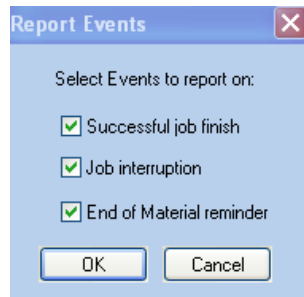 Report Events
Select Events to report on:
Successful job finish
Job interruption
End of Material reminder
OK Cancel